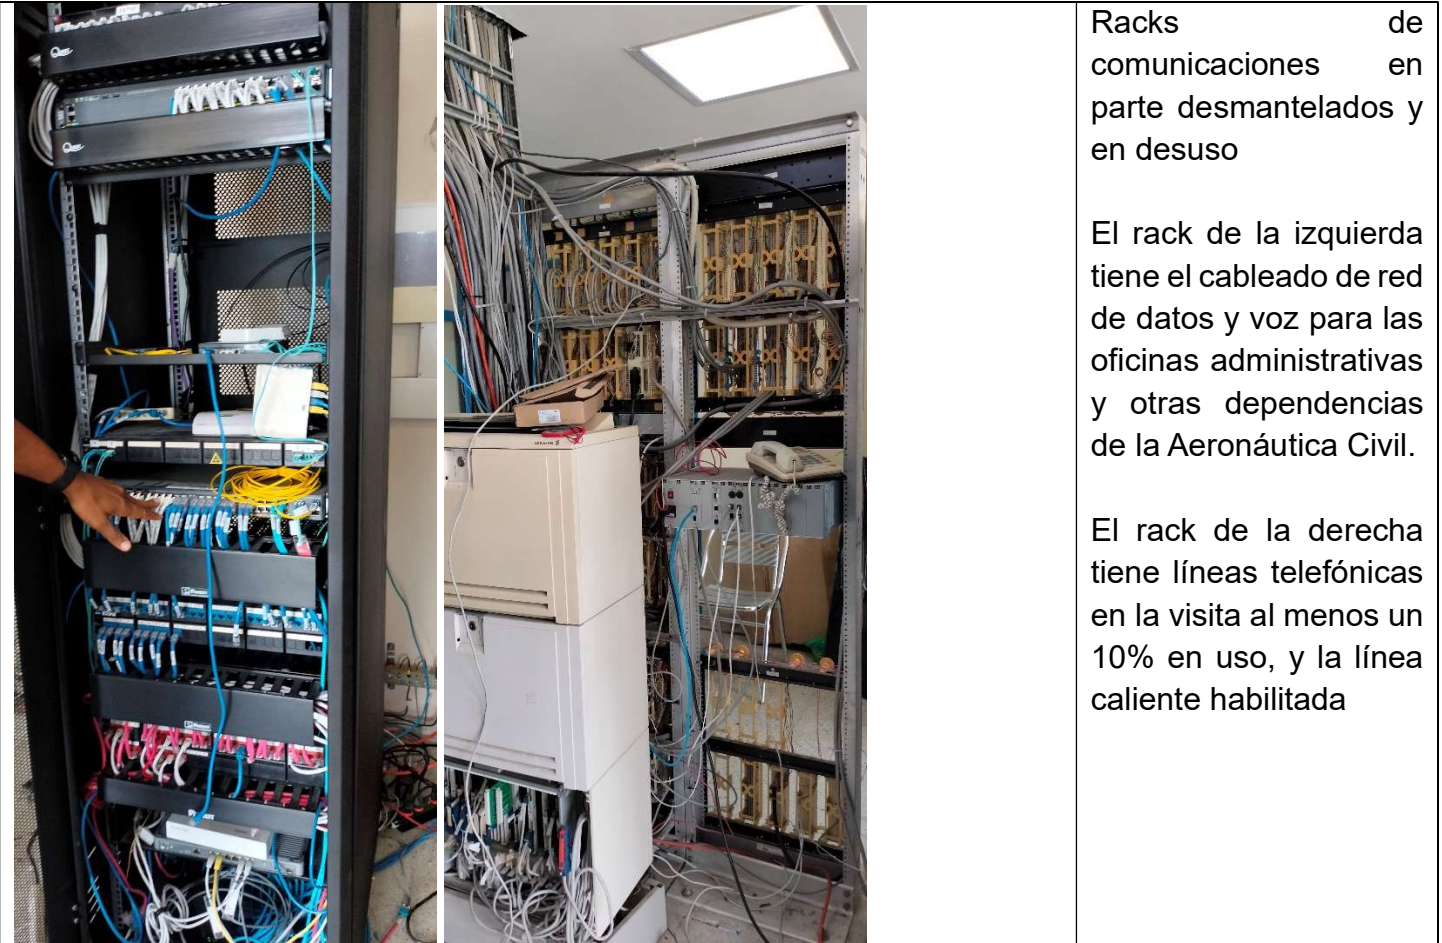 Racks de
comunicaciones en
parte desmantelados y
en desuso
El rack de la izquierda
tiene el cableado de red
de datos y voz para las
oficinas administrativas
y otras dependencias
de la Aeronáutica Civil.
El rack de la derecha
tiene líneas telefónicas
en la visita al menos un
10% en uso, y la línea
caliente habilitada